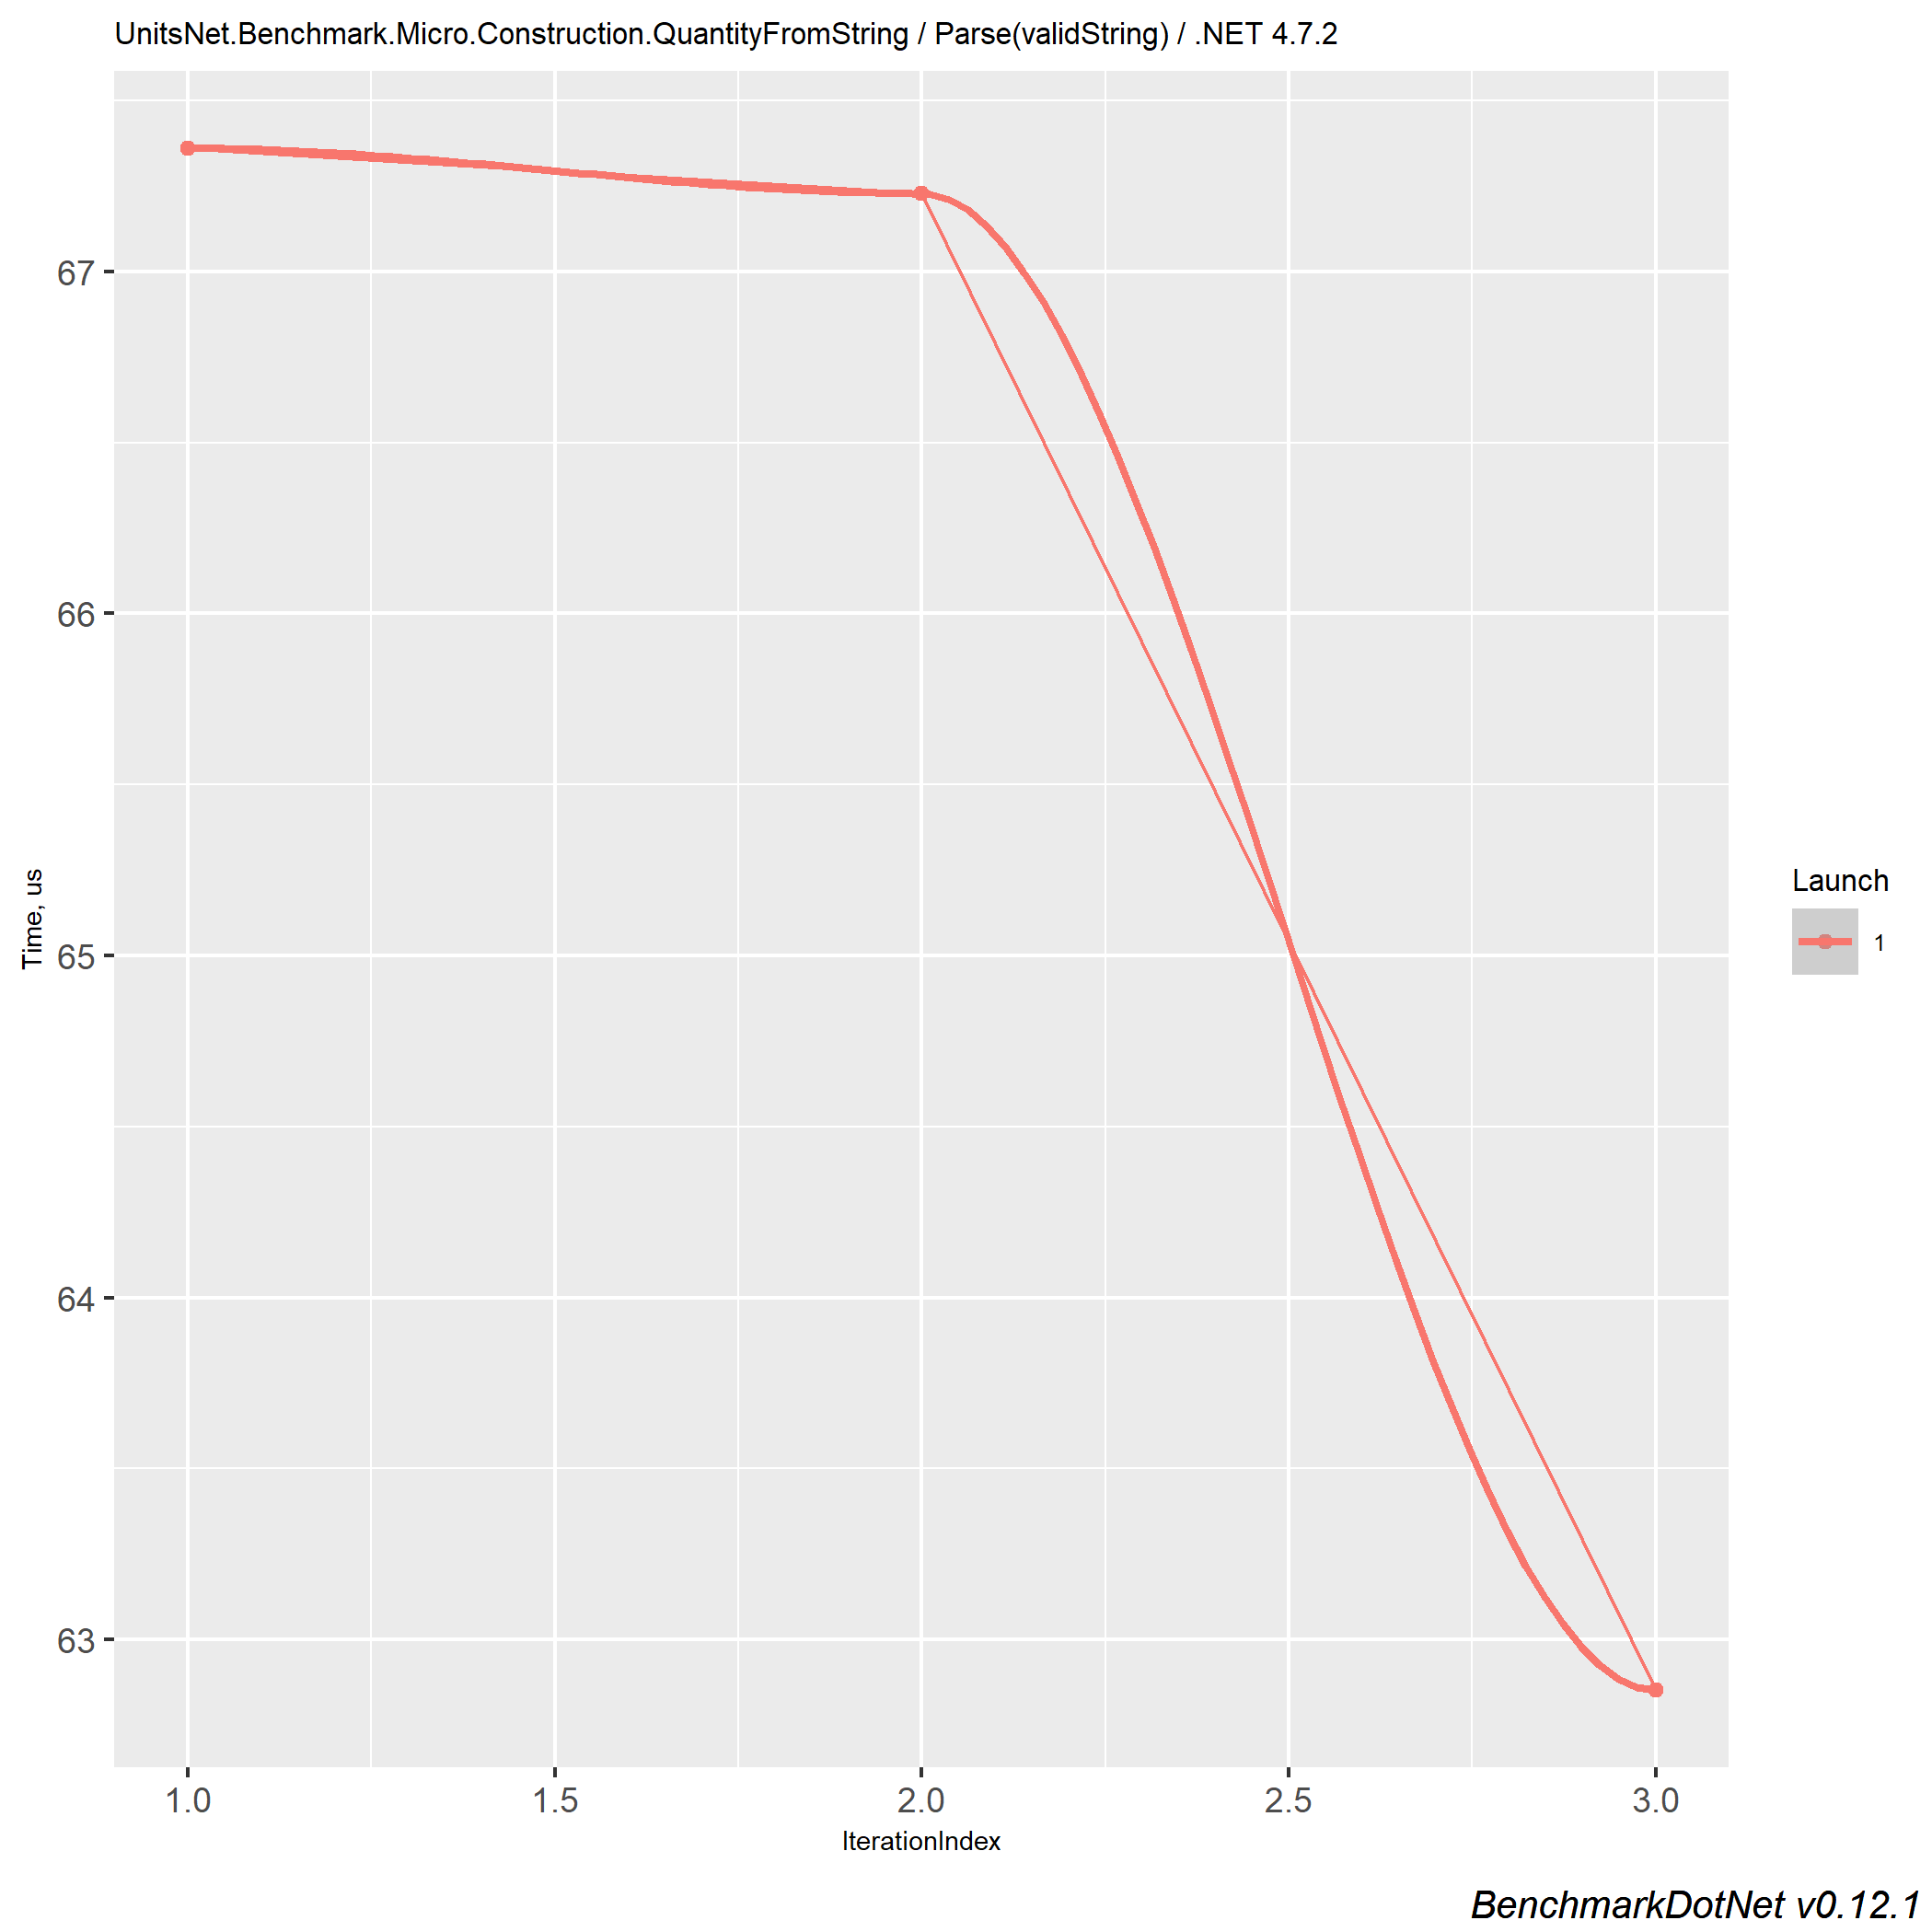 UnitsNet.Benchmark.Micro.Construction.QuantityFromString / Parse(validString) / .NET 4.7.2
67
66
65
64
63
Time, us
1.0 1.5 2.0 2.5 3.0
IterationIndex
Launch
1
BenchmarkDotNet v0.12.1